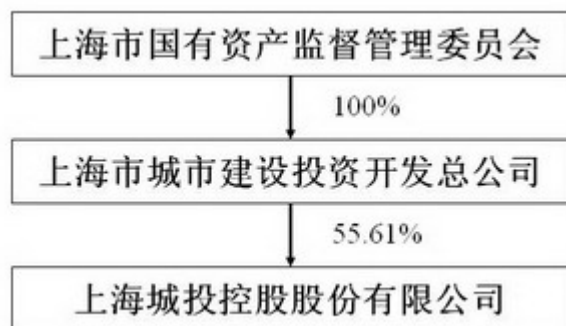 上海市国有资产监督管理委员会
100%
上海市城市建设投资开发总公司
55.61%
上海城投控股股份有限公司